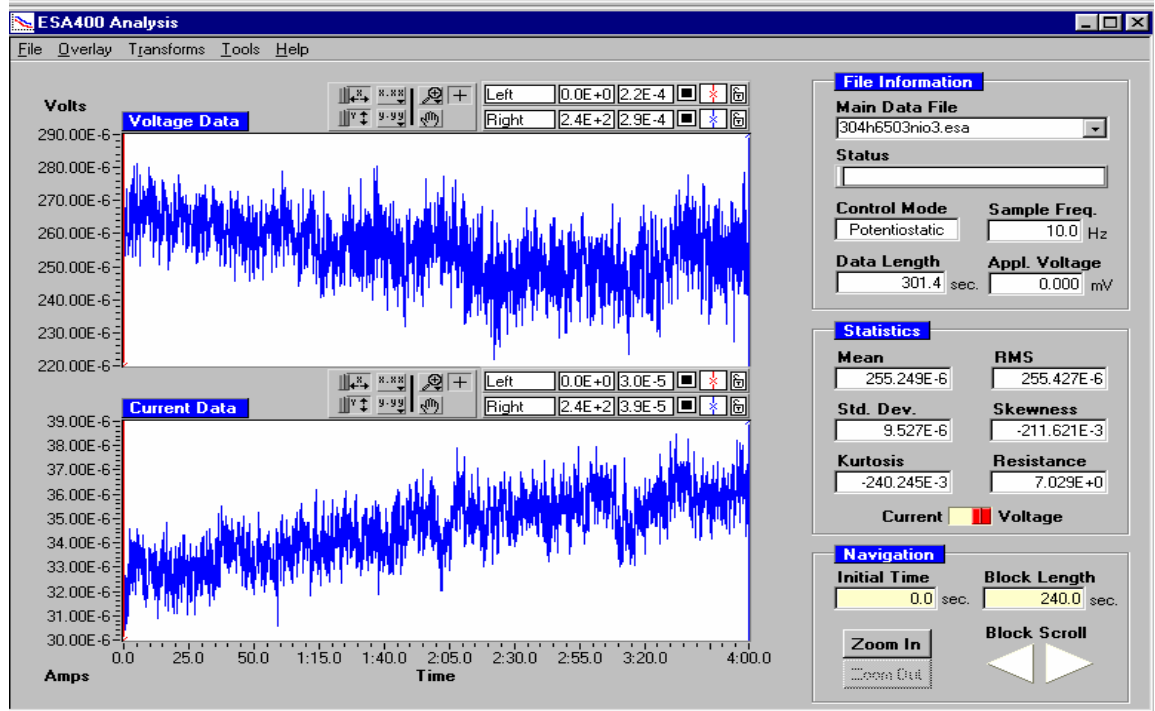 ESA400 Analysis
File Overlay Transforms Tools Help
Volts
Voltage Data
X X.XX
Y Y.YY
Left 0.0E+0 2.2E-4
Right 2.4E+2 2.9E-4
290.00E-6
280.00E-6
270.00E-6
260.00E-6
250.00E-6
240.00E-6
230.00E-6
220.00E-6
Current Data
X X.XX
Y Y.YY
Left 0.0E+0 3.0E-5
Right 2.4E+2 3.9E-5
39.00E-6
38.00E-6
37.00E-6
36.00E-6
35.00E-6
34.00E-6
33.00E-6
32.00E-6
31.00E-6
30.00E-6
0.0 25.0 50.0 1:15.0 1:40.0 2:05.0 2:30.0 2:55.0 3:20.0 4:00.0
Amps Time
File Information
Main Data File
304h6503nio3.esa
Status
Control Mode Sample Freq.
Potentiostatic 10.0 Hz
Data Length Appl. Voltage
301.4 sec. 0.000 mV
Statistics
Mean RMS
255.249E-6 255.427E-6
Std. Dev. Skewness
9.527E-6 -211.621E-3
Kurtosis Resistance
-240.245E-3 7.029E+0
Current Voltage
Navigation
Initial Time Block Length
0.0 sec. 240.0 sec.
Zoom In Block Scroll
Zoom Out